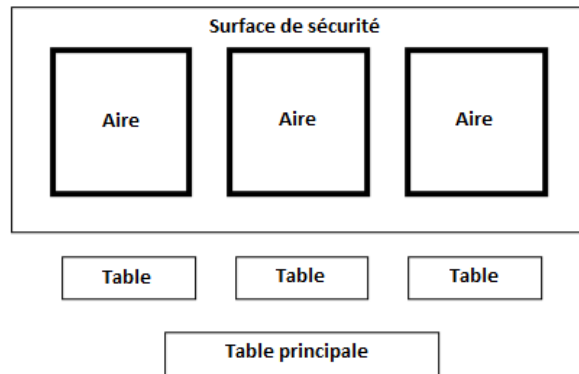 Surface de sécurité
Aire Aire Aire
Table Table Table
Table principale